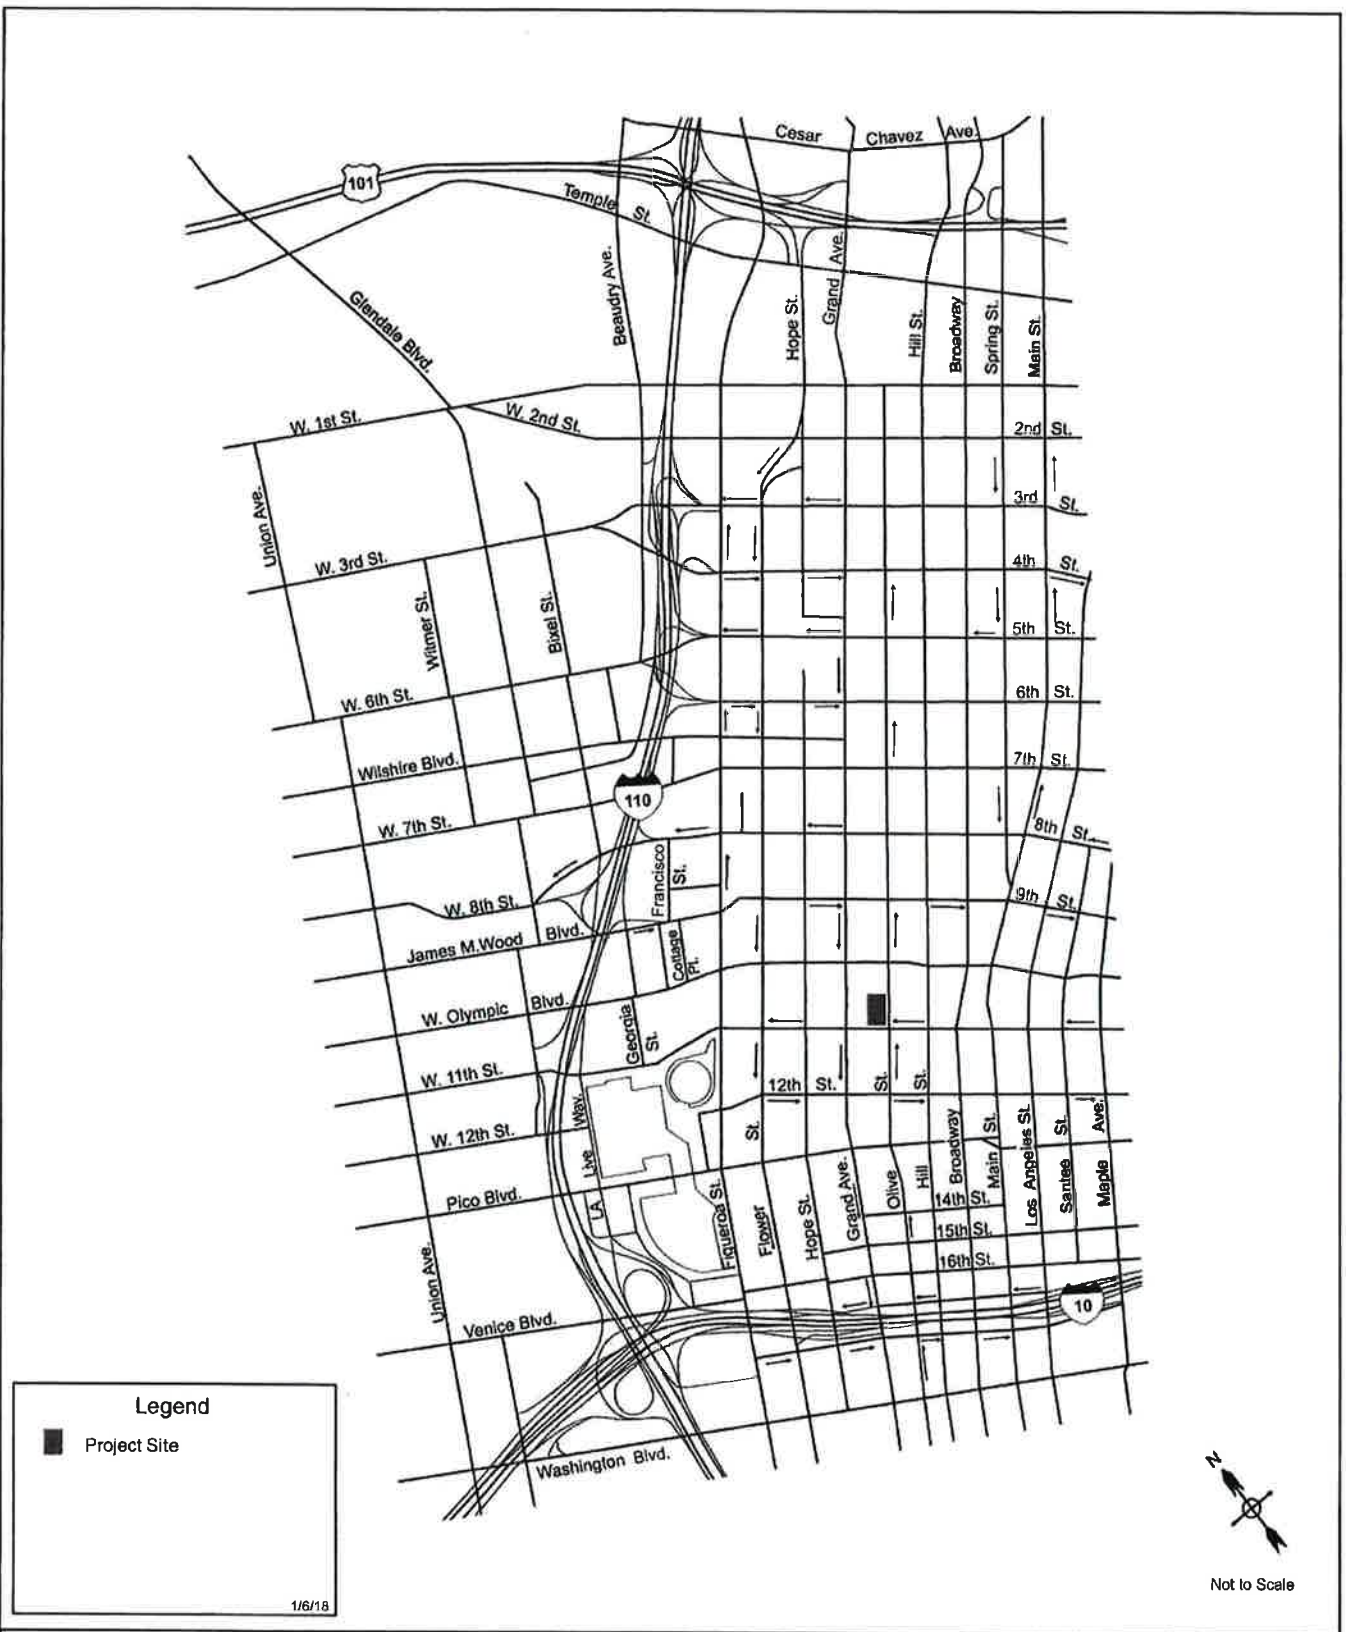 Cesar Chavez Ave.
101
Temple St.
Beaudry Ave.
Grand Ave.
Glendale Blvd.
Hope St.
Hill St.
Broadway
Spring St.
Main St.
W. 1st St.
W. 2nd St.
2nd St.
Union Ave.
3rd St.
W. 3rd St.
4th St.
Witmer St.
Bixel St.
5th St.
W. 6th St.
6th St.
Wilshire Blvd.
7th St.
110
W. 7th St.
8th St.
Francisco St.
W. 8th St.
9th St.
James M.Wood Blvd.
Cottage Pl.
W. Olympic Blvd.
Georgia St.
W. 11th St.
12th St.
W. 12th St.
LA Live Way.
Pico Blvd.
Figueroa St.
Flower St.
Hope St.
Grand Ave.
Olive St.
Hill St.
Broadway
Main St.
Los Angeles St.
Santee St.
Maple Ave.
14th St.
15th St.
16th St.
Union Ave.
10
Venice Blvd.
Washington Blvd.
Legend
Project Site
1/6/18
N
Not to Scale